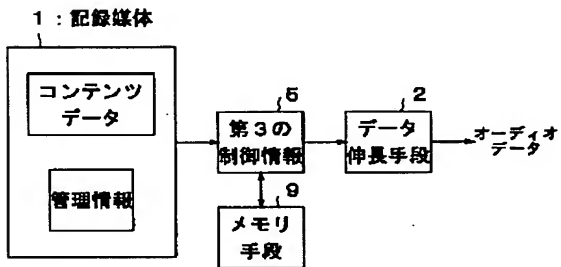 1：記録媒体
コンテンツ
データ
管理情報
5
第3の
制御情報
9
メモリ
手段
2
データ
伸長手段
オーディオ
データ